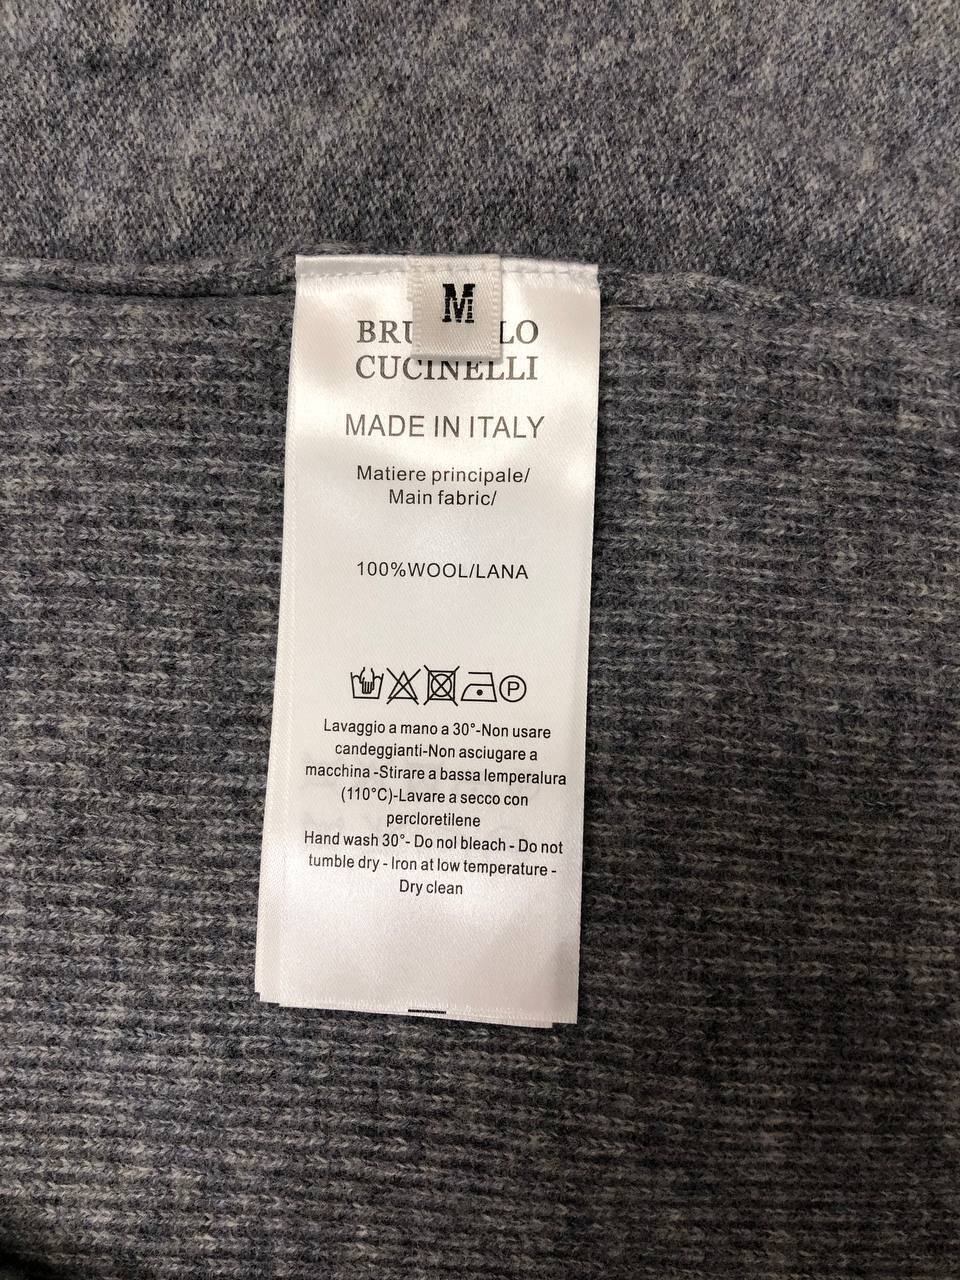 M
BRU LO
CUCINELLI
MADE IN ITALY
Matiere principale/
Main fabric/
100%WOOL/LANA
P
Lavaggio a mano a 30°-Non usare
candeggianti-Non asciugare a
macchina -Stirare a bassa lemperalura
(110°C)-Lavare a secco con
percloretilene
Hand wash 30°- Do nol bleach - Do not
tumble dry - Iron at low temperature -
Dry clean